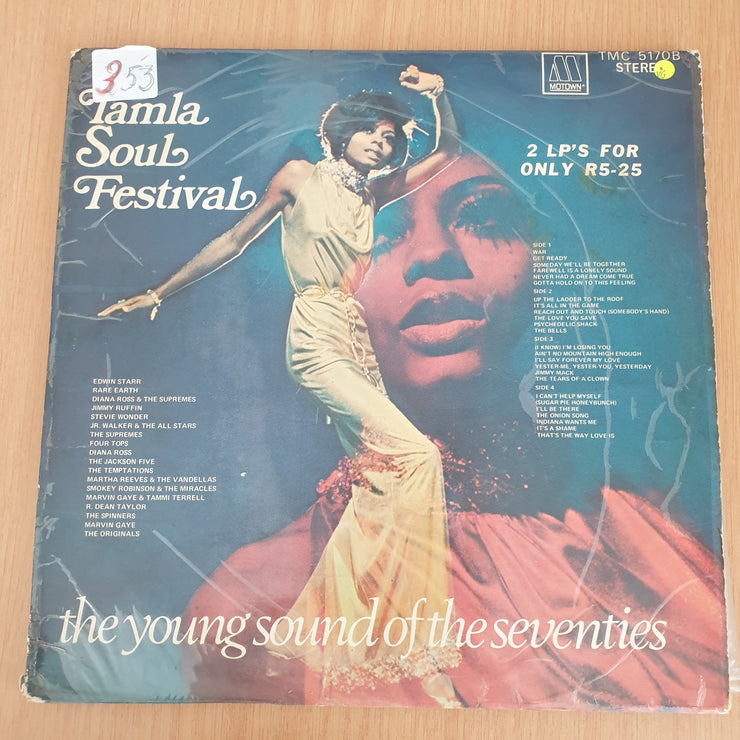 353
Tamla
Soul
Festival
MOTOWN
TMC 5170B
STEREO
VG
2 LP'S FOR
ONLY R5-25
SIDE 1
WAR
GET READY
SOMEDAY WE'LL BE TOGETHER
FAREWELL IS A LONELY SOUND
NEVER HAD A DREAM COME TRUE
GOTTA HOLD ON TO THIS FEELING
SIDE 2
UP THE LADDER TO THE ROOF
IT'S ALL IN THE GAME
REACH OUT AND TOUCH (SOMEBODY'S HAND)
THE LOVE YOU SAVE
PSYCHEDELIC SHACK
THE BELLS
SIDE 3
(I KNOW) I'M LOSING YOU
AIN'T NO MOUNTAIN HIGH ENOUGH
I'LL SAY FOREVER MY LOVE
YESTER-ME, YESTER-YOU, YESTERDAY
JIMMY MACK
THE TEARS OF A CLOWN
SIDE 4
I CAN'T HELP MYSELF
(SUGAR PIE HONEYBUNCH)
I'LL BE THERE
THE ONION SONG
INDIANA WANTS ME
IT'S A SHAME
THAT'S THE WAY LOVE IS
EDWIN STARR
RARE EARTH
DIANA ROSS & THE SUPREMES
JIMMY RUFFIN
STEVIE WONDER
JR. WALKER & THE ALL STARS
THE SUPREMES
FOUR TOPS
DIANA ROSS
THE JACKSON FIVE
THE TEMPTATIONS
MARTHA REEVES & THE VANDELLAS
SMOKEY ROBINSON & THE MIRACLES
MARVIN GAYE & TAMMI TERRELL
R. DEAN TAYLOR
THE SPINNERS
MARVIN GAYE
THE ORIGINALS
the young sound of the seventies